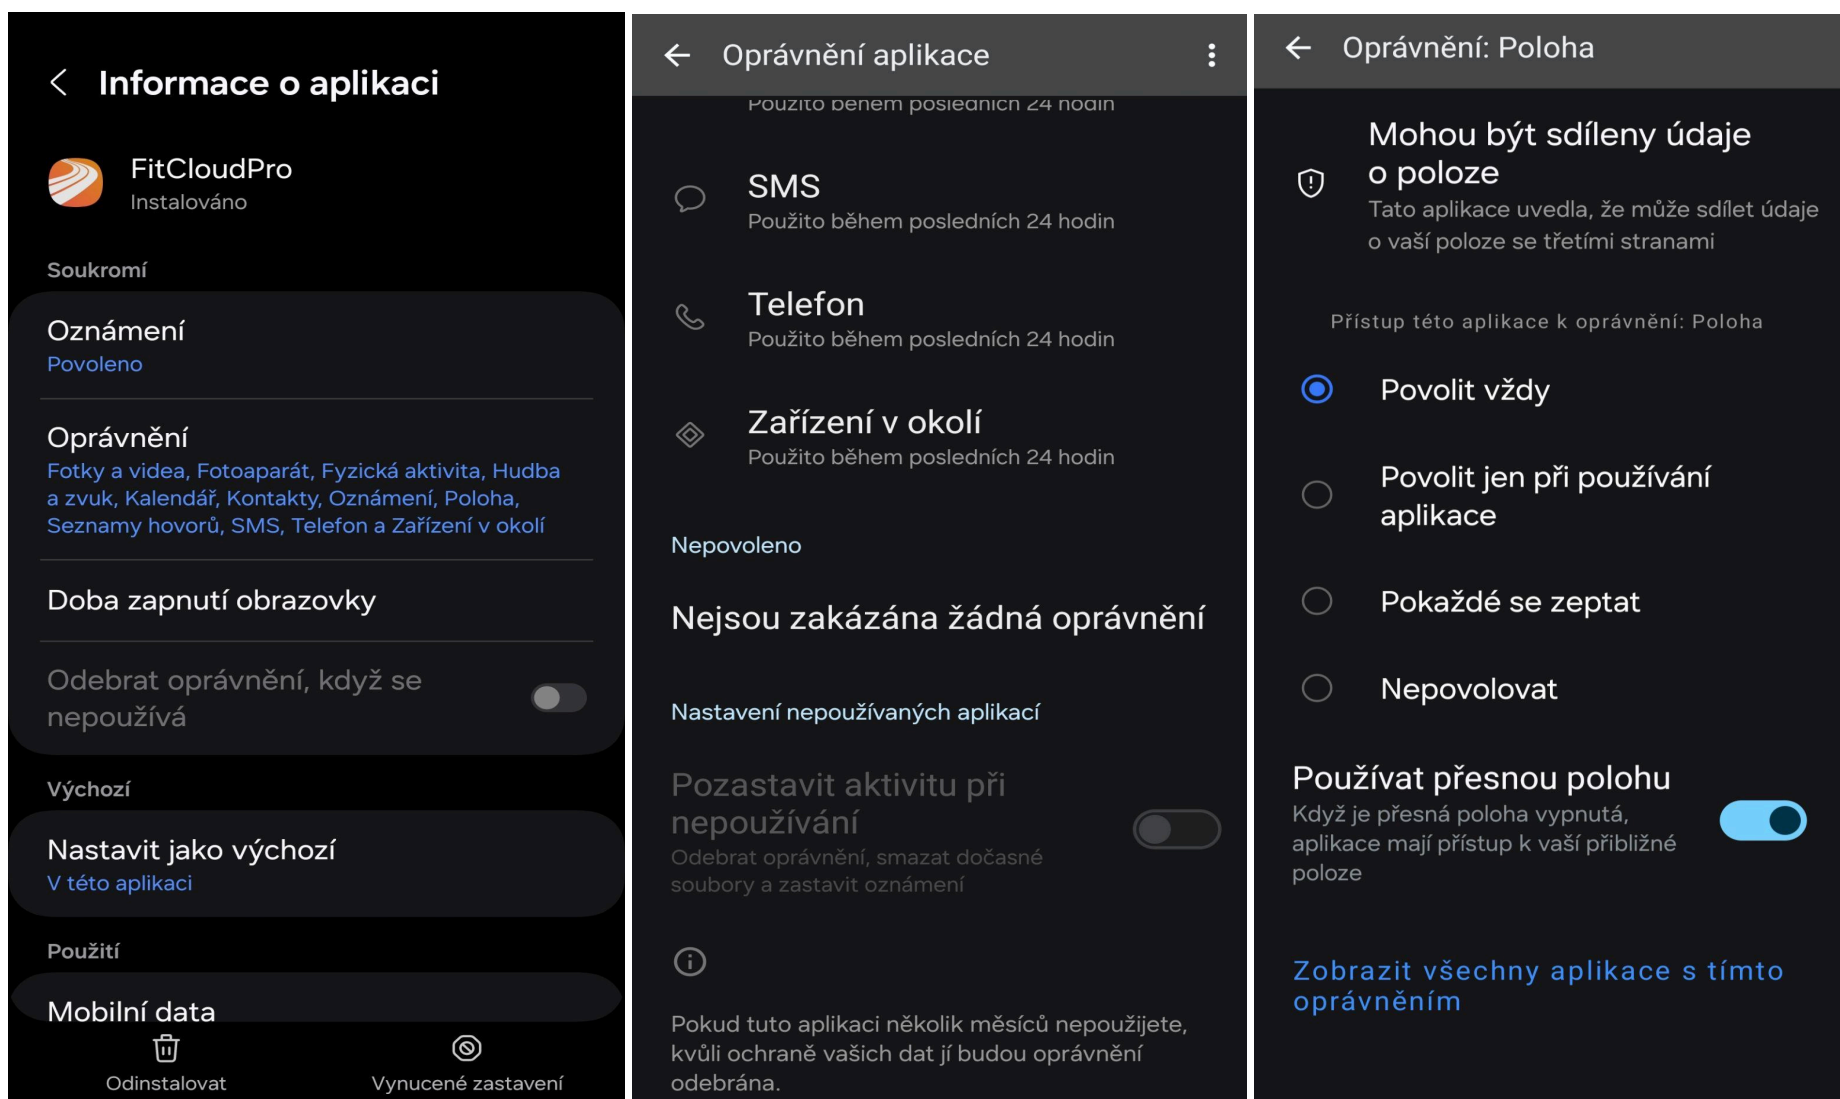 Informace o aplikaci
FitCloudPro
Instalováno
Soukromí
Oznámení
Povoleno
Oprávnění
Fotky a videa, Fotoaparát, Fyzická aktivita, Hudba
a zvuk, Kalendář, Kontakty, Oznámení, Poloha,
Seznamy hovorů, SMS, Telefon a Zařízení v okolí
Doba zapnutí obrazovky
Odebrat oprávnění, když se
nepoužívá
Výchozí
Nastavit jako výchozí
V této aplikaci
Použití
Mobilní data
Odinstalovat
Vynucené zastavení
Oprávnění aplikace
Použito během posledních 24 hodin
SMS
Použito během posledních 24 hodin
Telefon
Použito během posledních 24 hodin
Zařízení v okolí
Použito během posledních 24 hodin
Nepovoleno
Nejsou zakázána žádná oprávnění
Nastavení nepoužívaných aplikací
Pozastavit aktivitu při
nepoužívání
Odebrat oprávnění, smazat dočasné
soubory a zastavit oznámení
Pokud tuto aplikaci několik měsíců nepoužijete,
kvůli ochraně vašich dat jí budou oprávnění
odebrána.
Oprávnění: Poloha
Mohou být sdíleny údaje
o poloze
Tato aplikace uvedla, že může sdílet údaje
o vaší poloze se třetími stranami
Přístup této aplikace k oprávnění: Poloha
Povolit vždy
Povolit jen při používání
aplikace
Pokaždé se zeptat
Nepovolovat
Používat přesnou polohu
Když je přesná poloha vypnutá,
aplikace mají přístup k vaší přibližné
poloze
Zobrazit všechny aplikace s tímto
oprávněním